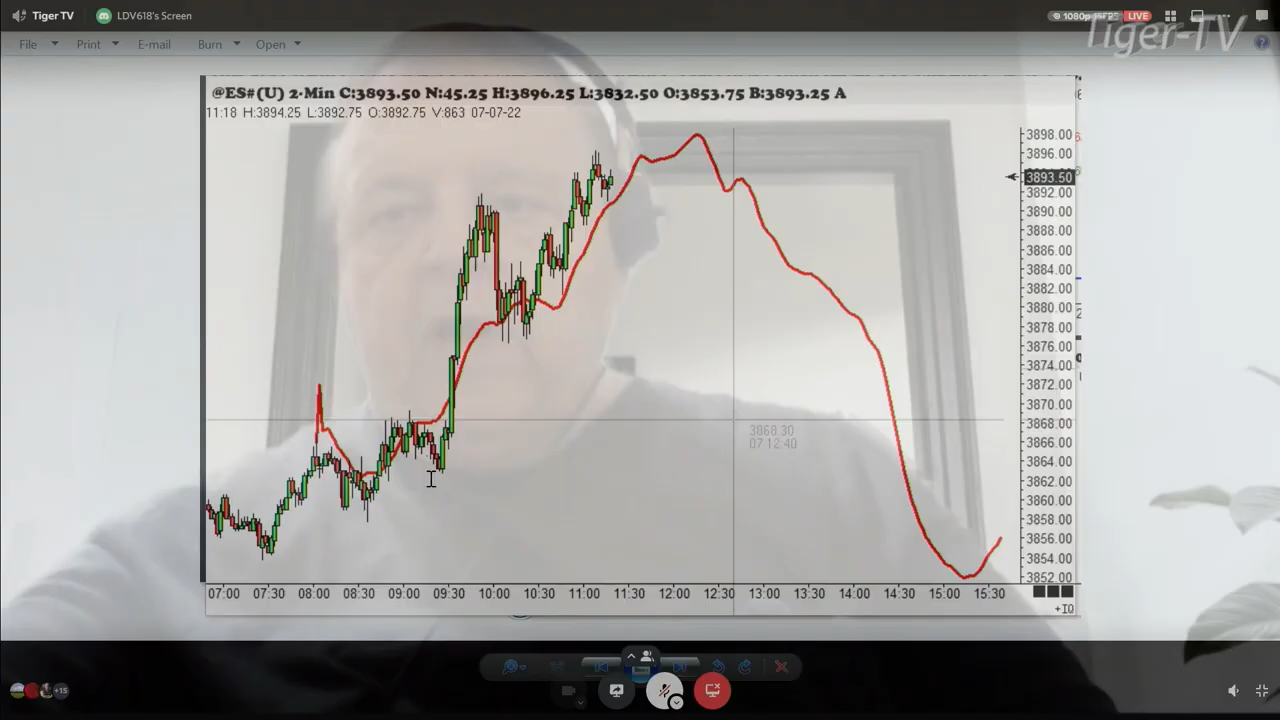 Tiger TV
LDV618's Screen
1080p 15FPS
LIVE
Tiger-TV
File
Print
E-mail
Burn
Open
@ES#(U) 2-Min C:3893.50 N:45.25 H:3896.25 L:3832.50 O:3853.75 B:3893.25 A
11:18 H:3894.25 L:3892.75 O:3892.75 V:863 07-07-22
3898.00
3896.00
3893.50
3892.00
3890.00
3888.00
3886.00
3884.00
3882.00
3880.00
3878.00
3876.00
3874.00
3872.00
3870.00
3868.00
3866.00
3864.00
3862.00
3860.00
3858.00
3856.00
3854.00
3852.00
3868.30
07 12:40
07:00 07:30 08:00 08:30 09:00 09:30 10:00 10:30 11:00 11:30 12:00 12:30 13:00 13:30 14:00 14:30 15:00 15:30
+IQ
+15